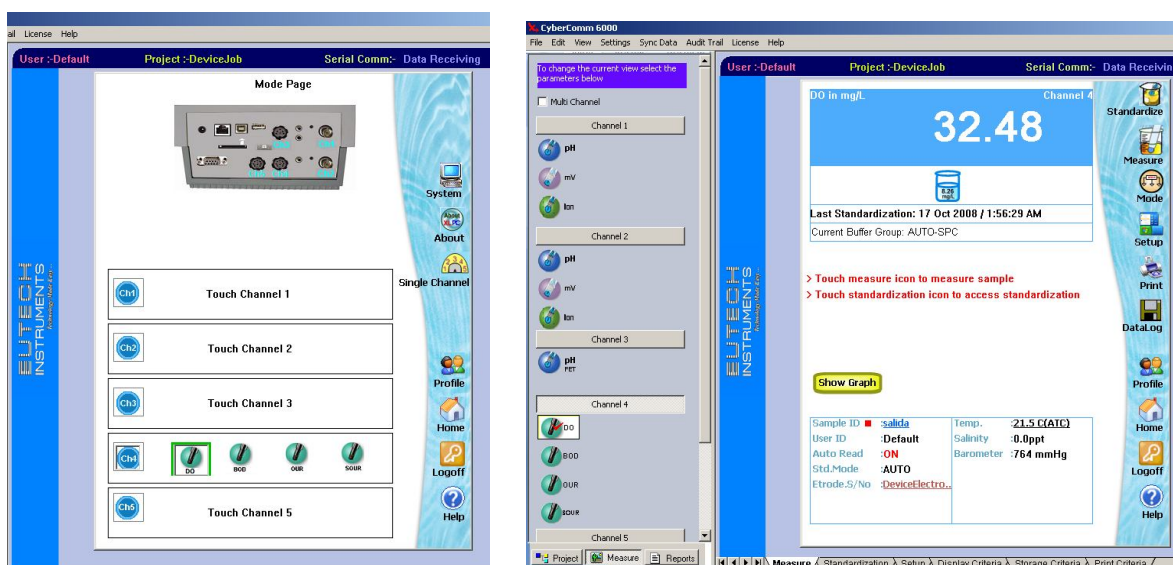 ail License Help
User :-Default Project :-DeviceJob Serial Comm:- Data Receiving
Mode Page
System
About
Single Channel
EUTECH
INSTRUMENTS
Ch1 Touch Channel 1
Ch2 Touch Channel 2
Ch3 Touch Channel 3
Profile
Home
Ch4 DO BOD OUR SOUR
Logoff
Ch5 Touch Channel 5
Help
CyberComm 6000
File Edit View Settings Sync Data Audit Trail License Help
To change the current view select the
parameters below
Multi Channel
Channel 1
pH
mV
Ion
Channel 2
pH
mV
Ion
Channel 3
pH
PET
Channel 4
DO
BOD
OUR
SOUR
Channel 5
Project Measure Reports
User :-Default Project :-DeviceJob Serial Comm:- Data Receivin
DO in mg/L Channel 4
32.48
8.26
mg/L
Last Standardization: 17 Oct 2008 / 1:56:29 AM
Current Buffer Group: AUTO-SPC
> Touch measure icon to measure sample
> Touch standardization icon to access standardization
EUTECH
INSTRUMENTS
Show Graph
Sample ID :salida Temp. :21.5 C(ATC)
User ID :Default Salinity :0.0ppt
Auto Read :ON Barometer :764 mmHg
Std.Mode :AUTO
Etrode.S/No :DeviceElectro..
Standardize
Measure
Mode
Setup
Print
DataLog
Profile
Home
Logoff
Help
Measure Standardization Setup Display Criteria Storage Criteria Print Criteria